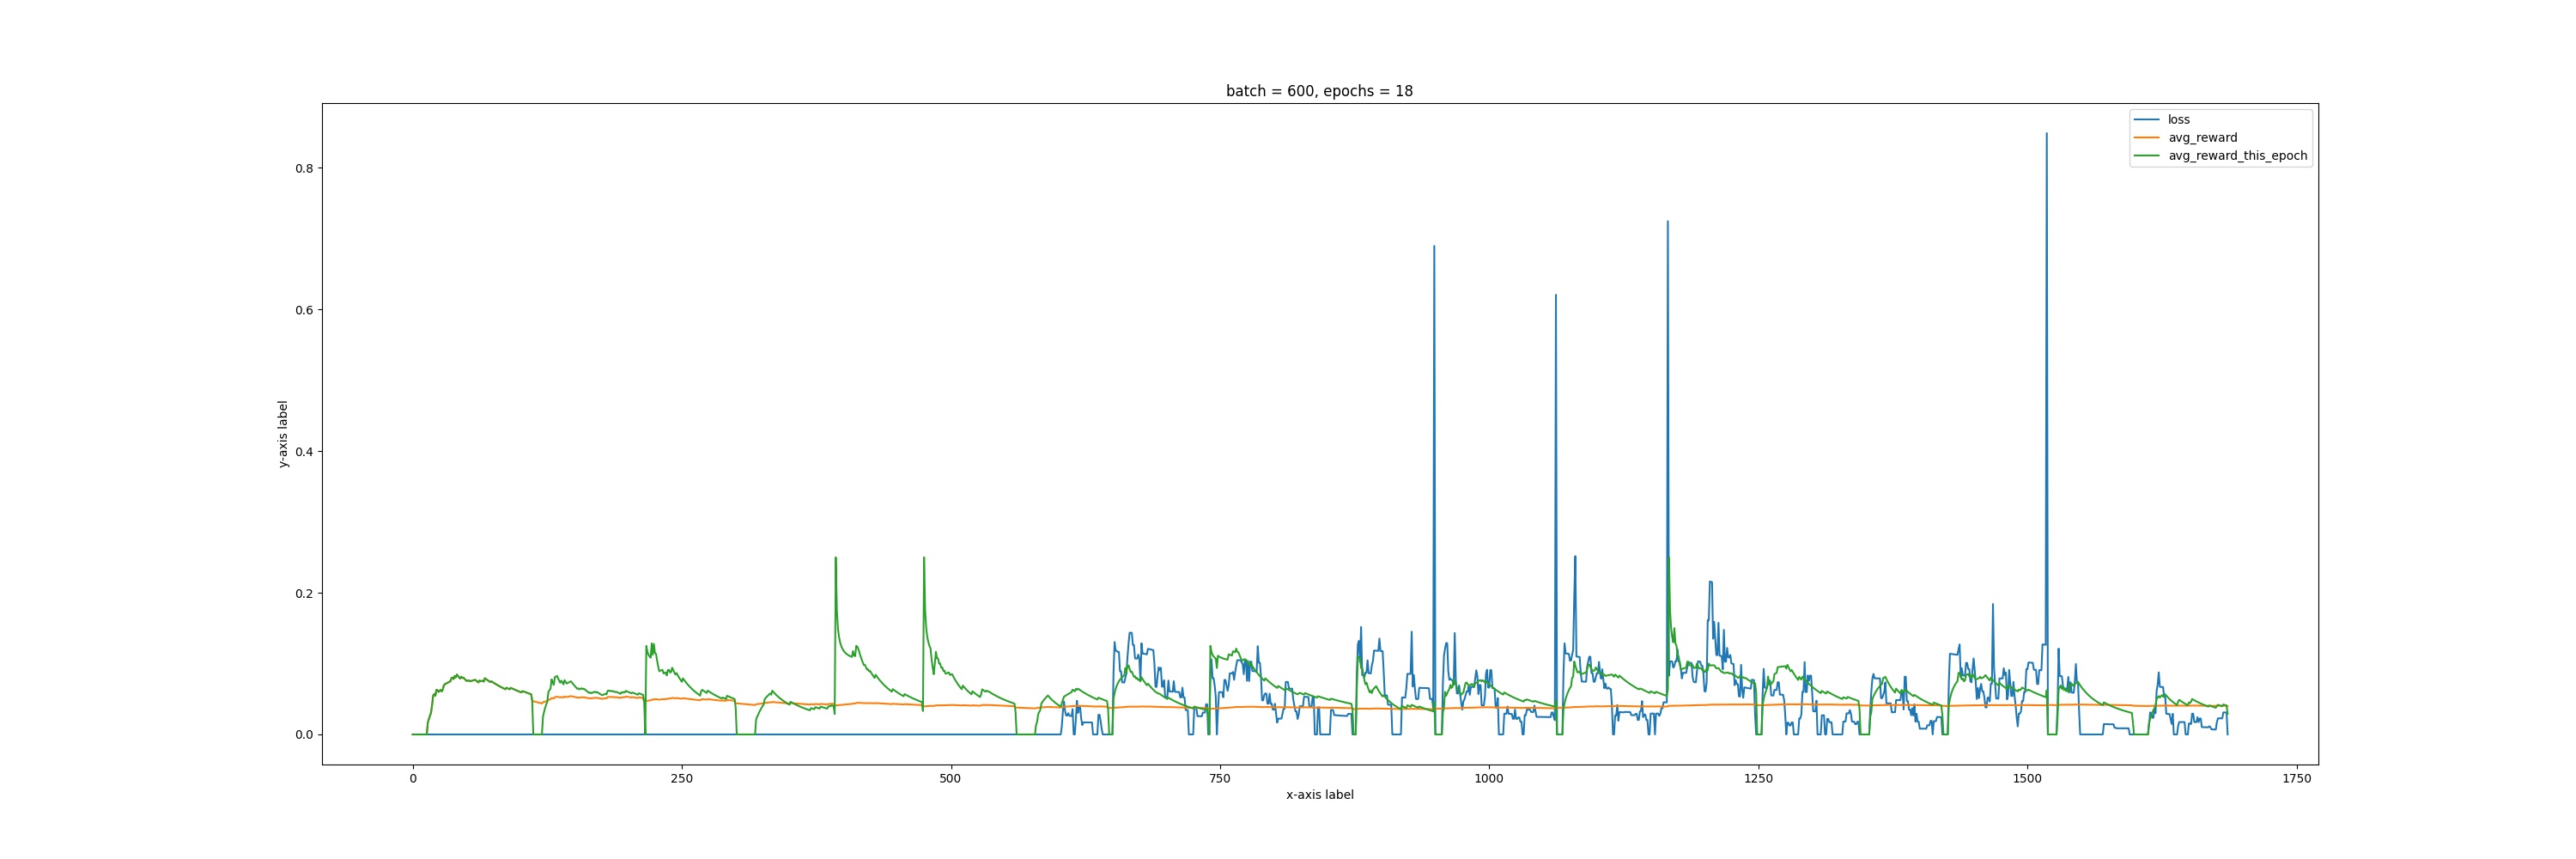 batch = 600, epochs = 18
loss
avg_reward
avg_reward_this_epoch
0.8
0.6
0.4
0.2
0.0
y-axis label
0
250
500
750
1000
1250
1500
1750
x-axis label